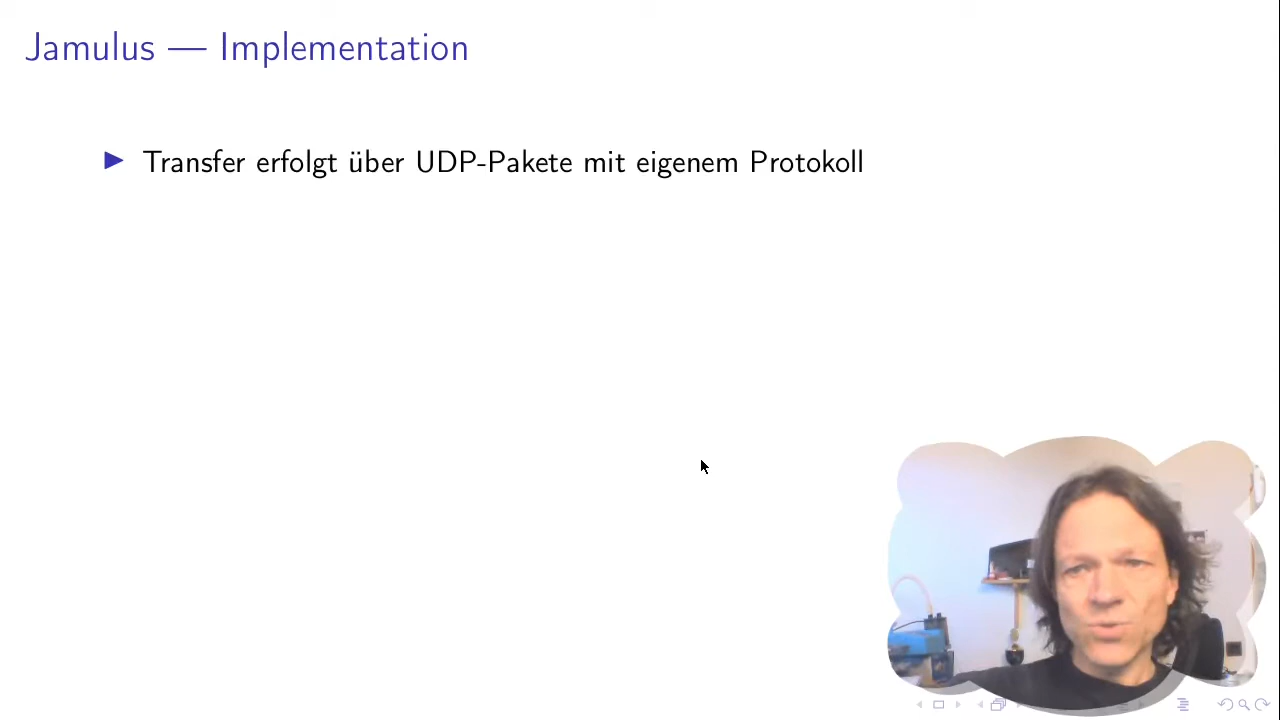 Jamulus — Implementation
Transfer erfolgt über UDP-Pakete mit eigenem Protokoll